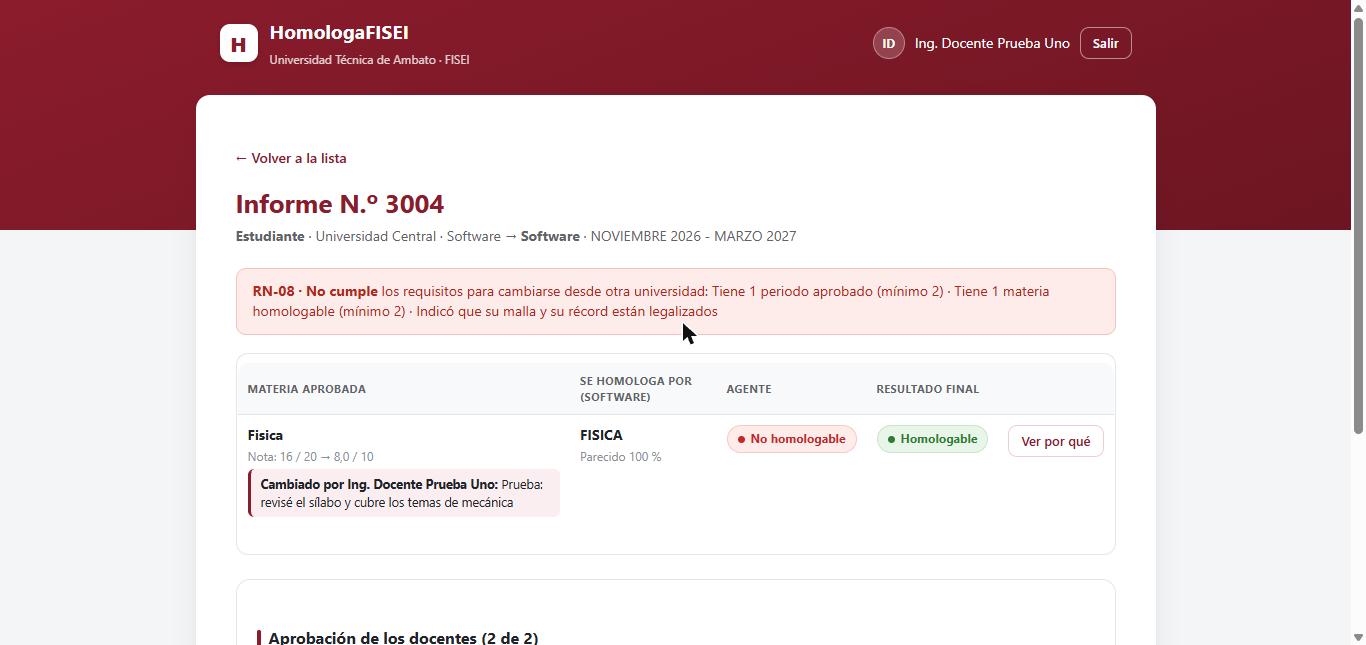 H
HomologaFISEI
Universidad Técnica de Ambato · FISEI
ID
Ing. Docente Prueba Uno
Salir
← Volver a la lista
Informe N.º 3004
Estudiante · Universidad Central · Software → Software · NOVIEMBRE 2026 - MARZO 2027
RN-08 · No cumple los requisitos para cambiarse desde otra universidad: Tiene 1 periodo aprobado (mínimo 2) · Tiene 1 materia
homologable (mínimo 2) · Indicó que su malla y su récord están legalizados
MATERIA APROBADA
SE HOMOLOGA POR
(SOFTWARE)
AGENTE
RESULTADO FINAL
Fisica
Nota: 16 / 20 → 8,0 / 10
Cambiado por Ing. Docente Prueba Uno: Prueba:
revisé el sílabo y cubre los temas de mecánica
FISICA
Parecido 100 %
No homologable
Homologable
Ver por qué
Aprobación de los docentes (2 de 2)